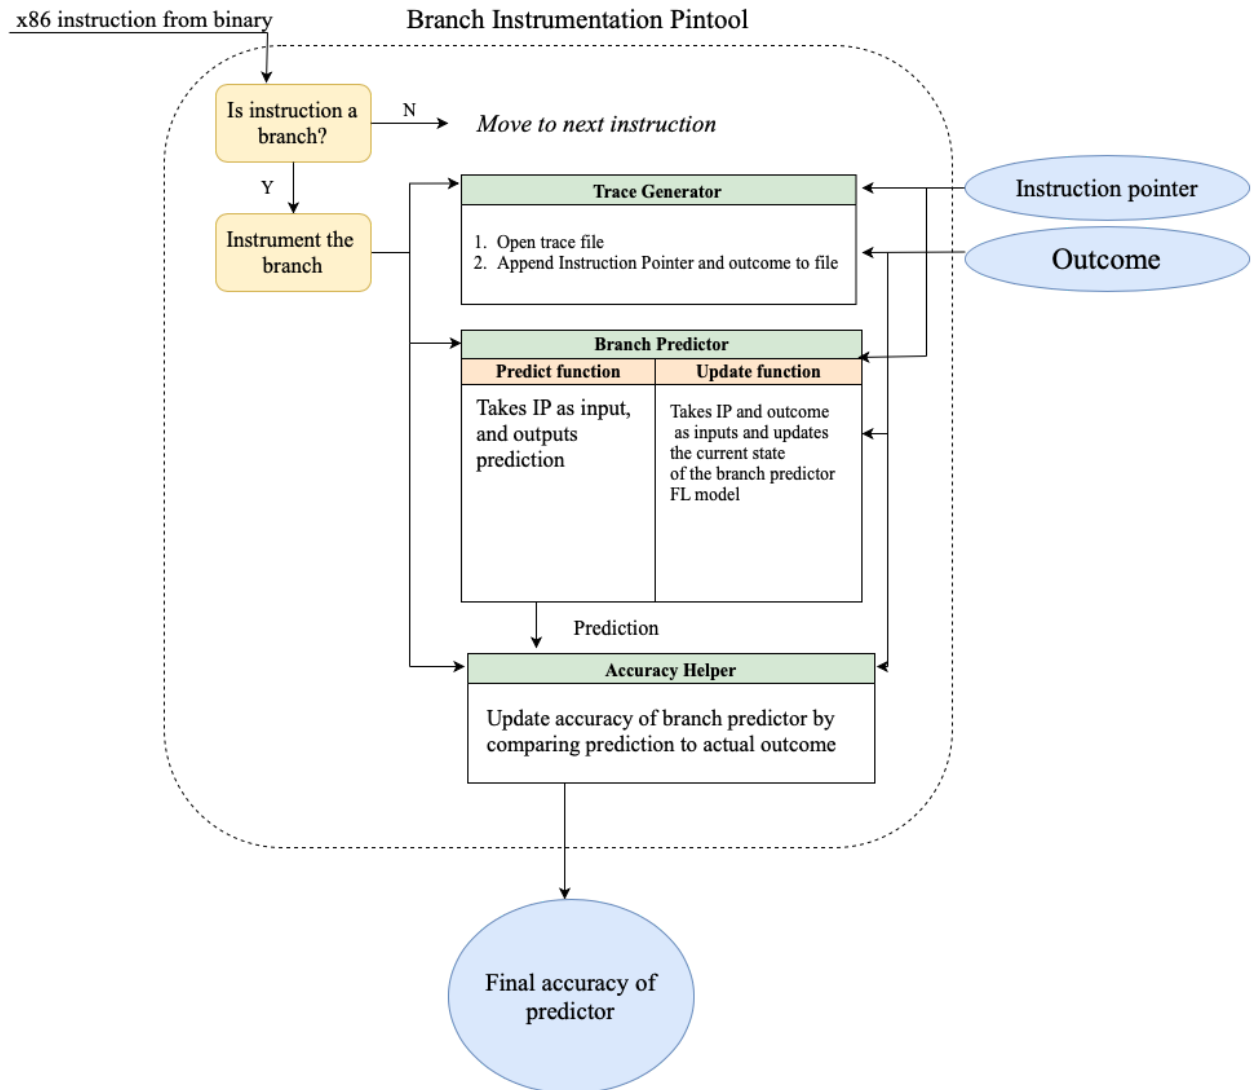 x86 instruction from binary
Branch Instrumentation Pintool
Is instruction a
branch?
N
Move to next instruction
Y
Instrument the
branch
Trace Generator
1. Open trace file
2. Append Instruction Pointer and outcome to file
Instruction pointer
Outcome
Branch Predictor
Predict function
Update function
Takes IP as input,
and outputs
prediction
Takes IP and outcome
as inputs and updates
the current state
of the branch predictor
FL model
Prediction
Accuracy Helper
Update accuracy of branch predictor by
comparing prediction to actual outcome
Final accuracy of
predictor